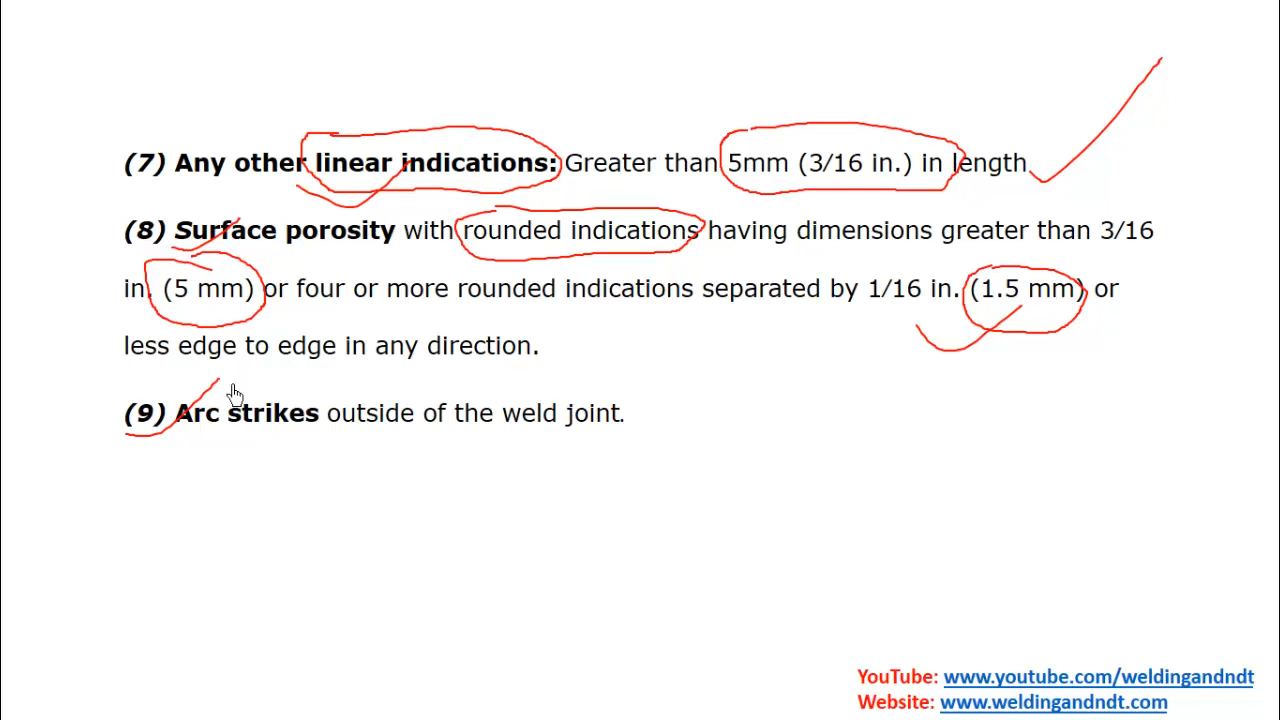 (7) Any other linear indications: Greater than 5mm (3/16 in.) in length
(8) Surface porosity with rounded indications having dimensions greater than 3/16
in. (5 mm) or four or more rounded indications separated by 1/16 in. (1.5 mm) or
less edge to edge in any direction.
(9) Arc strikes outside of the weld joint.
YouTube: www.youtube.com/weldingandndt
Website: www.weldingandndt.com